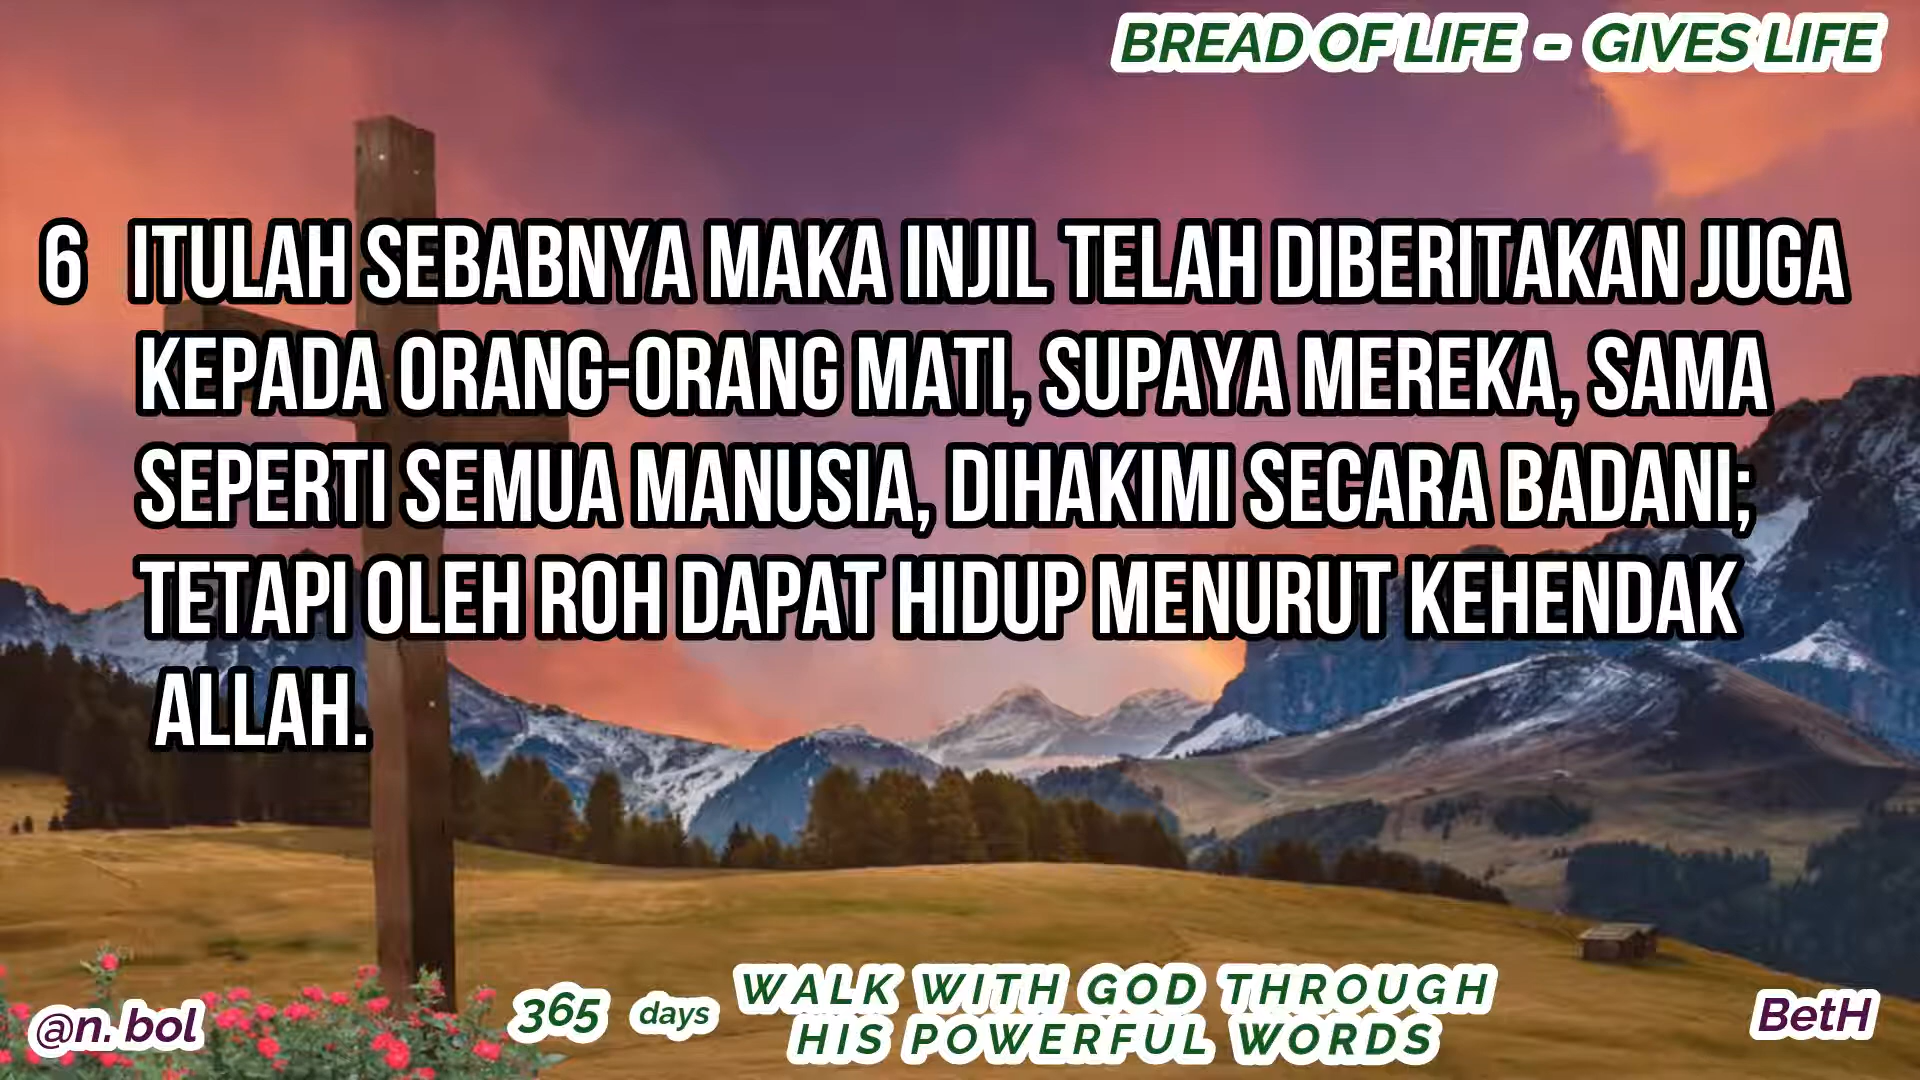 BREAD OF LIFE - GIVES LIFE
6 ITULAH SEBABNYA MAKA INJIL TELAH DIBERITAKAN JUGA
KEPADA ORANG-ORANG MATI, SUPAYA MEREKA, SAMA
SEPERTI SEMUA MANUSIA, DIHAKIMI SECARA BADANI;
TETAPI OLEH ROH DAPAT HIDUP MENURUT KEHENDAK
ALLAH.
@n. bol
365 days
WALK WITH GOD THROUGH
HIS POWERFUL WORDS
BetH